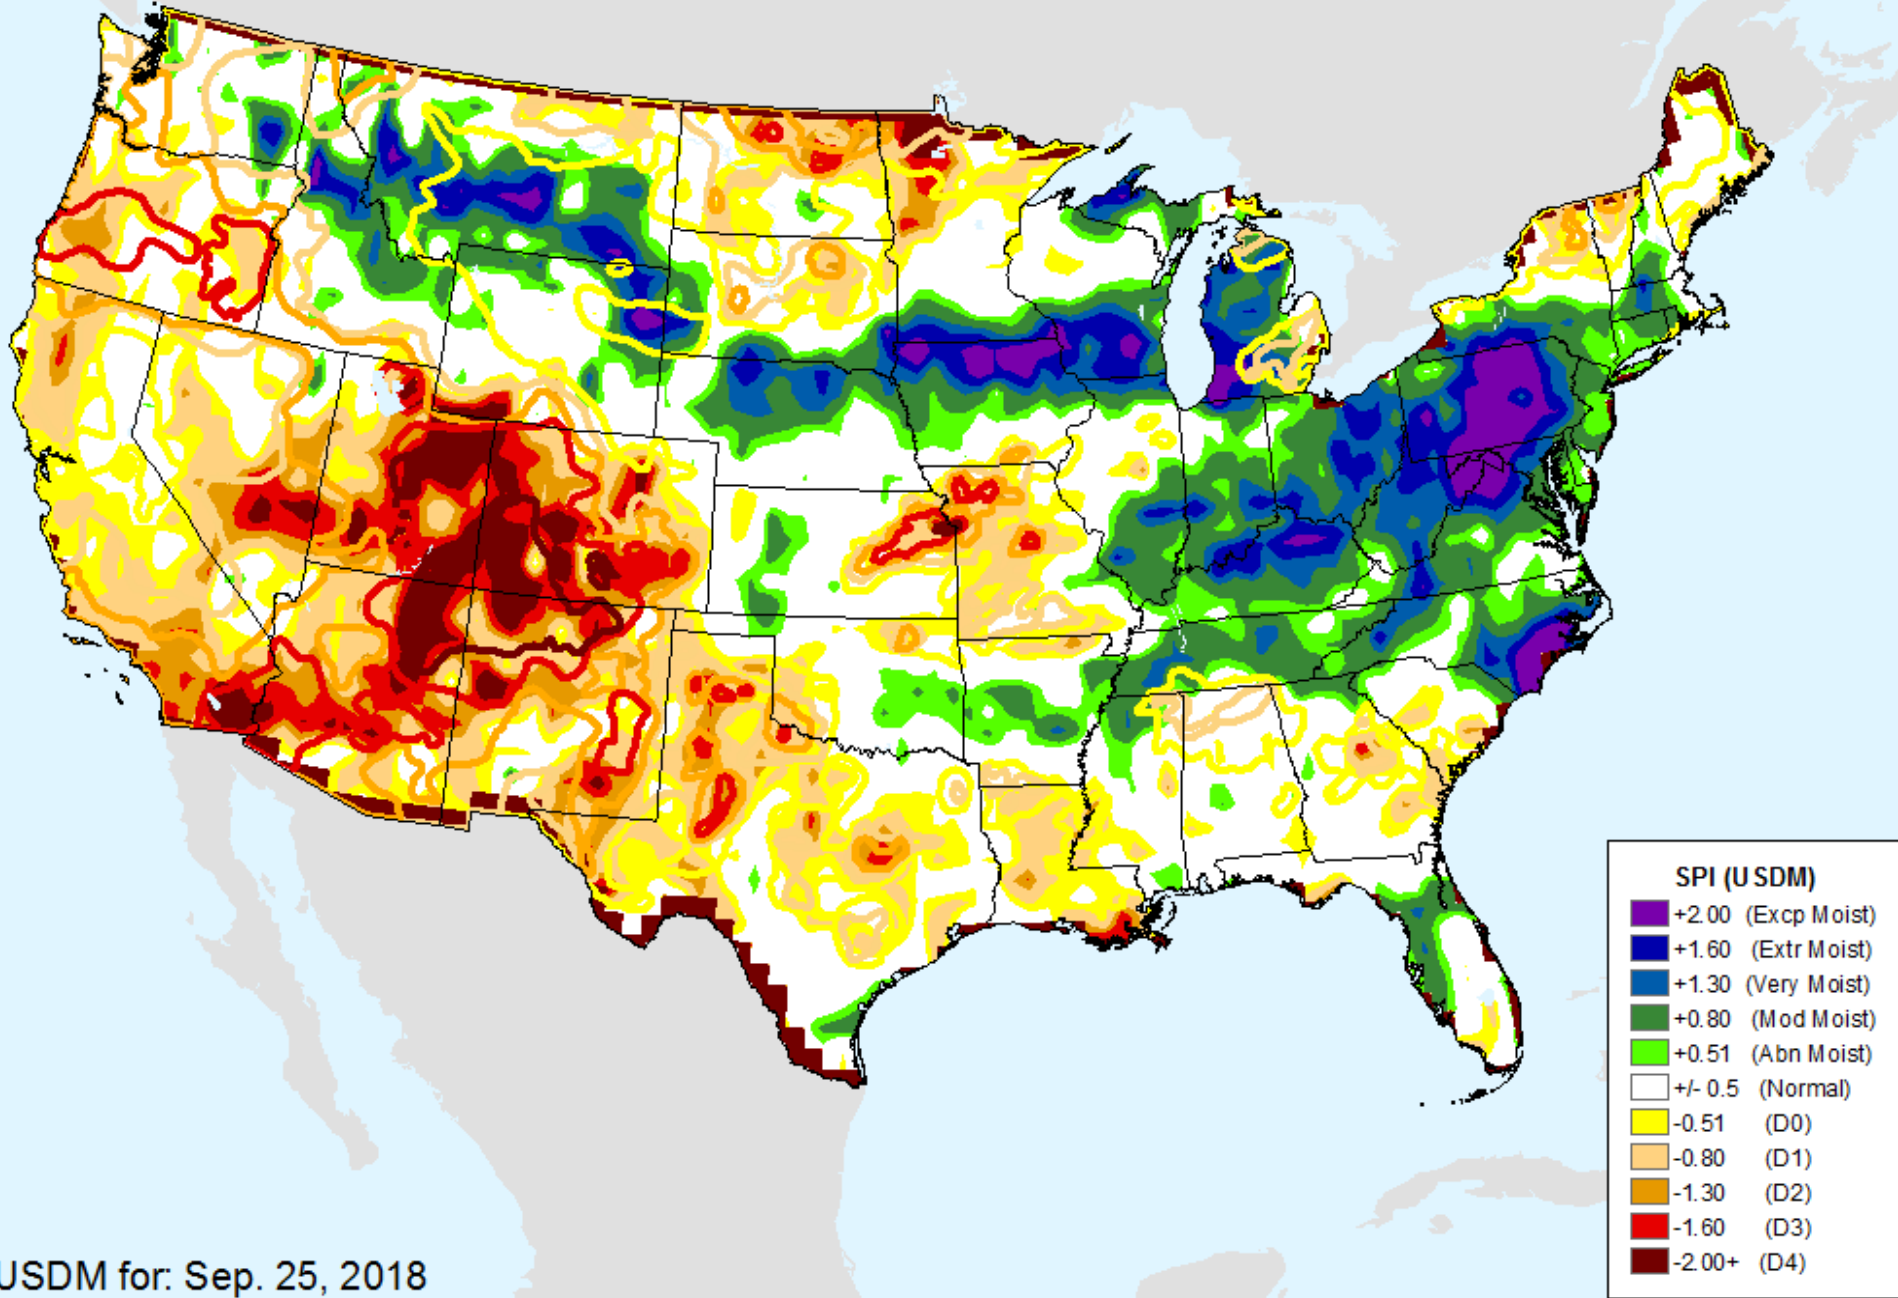 SPI (USDM)
+2.00 (Excp Moist)
+1.60 (Extr Moist)
+1.30 (Very Moist)
+0.80 (Mod Moist)
+0.51 (Abn Moist)
+/- 0.5 (Normal)
-0.51 (D0)
-0.80 (D1)
-1.30 (D2)
-1.60 (D3)
-2.00+ (D4)
USDM for: Sep. 25, 2018